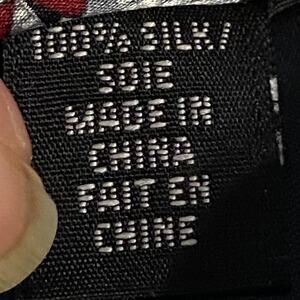 100% SILK/
SOIE
MADE IN
CHINA
FAIT EN
CHINE